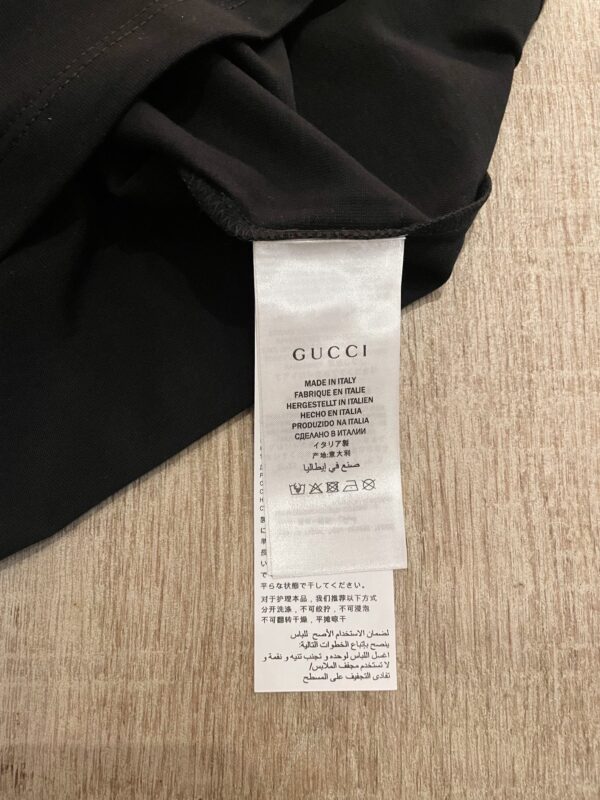 GUCCI
MADE IN ITALY
FABRIQUE EN ITALIE
HERGESTELLT IN ITALIEN
HECHO EN ITALIA
PRODUZIDO NA ITALIA
СДЕЛАНО В ИТАЛИИ
イタリア製
产地:意大利
صنع في إيطاليا
平らな状態で干してください。
对于护理本品，我们推荐以下方式
分开洗涤，不可绞拧，不可浸泡
不可翻转干燥，平摊晾干
لضمان الاستخدام الأصح للباس
ينصح بإتباع الخطوات التالية:
اغسل اللباس لوحده و تجنب تنيه و نقعة و
لا تستخدم مجفف الملابس/
تفادى التجفيف على المسطح